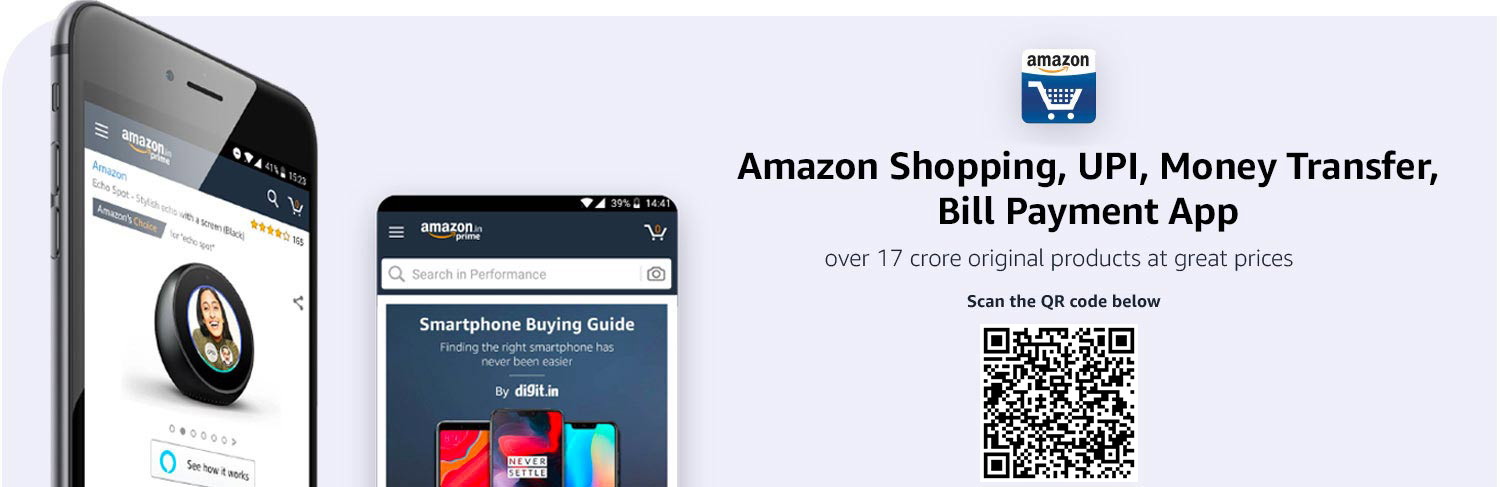 amazon.in
prime
41% 15:23
Amazon
Echo Spot - Stylish echo with a screen (Black)
165
Amazon's Choice for "echo spot"
See how it works
39% 14:41
amazon.in
prime
0
Search in Performance
Smartphone Buying Guide
Finding the right smartphone has
never been easier
By digit.in
NEVER
SETTLE
amazon
Amazon Shopping, UPI, Money Transfer,
Bill Payment App
over 17 crore original products at great prices
Scan the QR code below